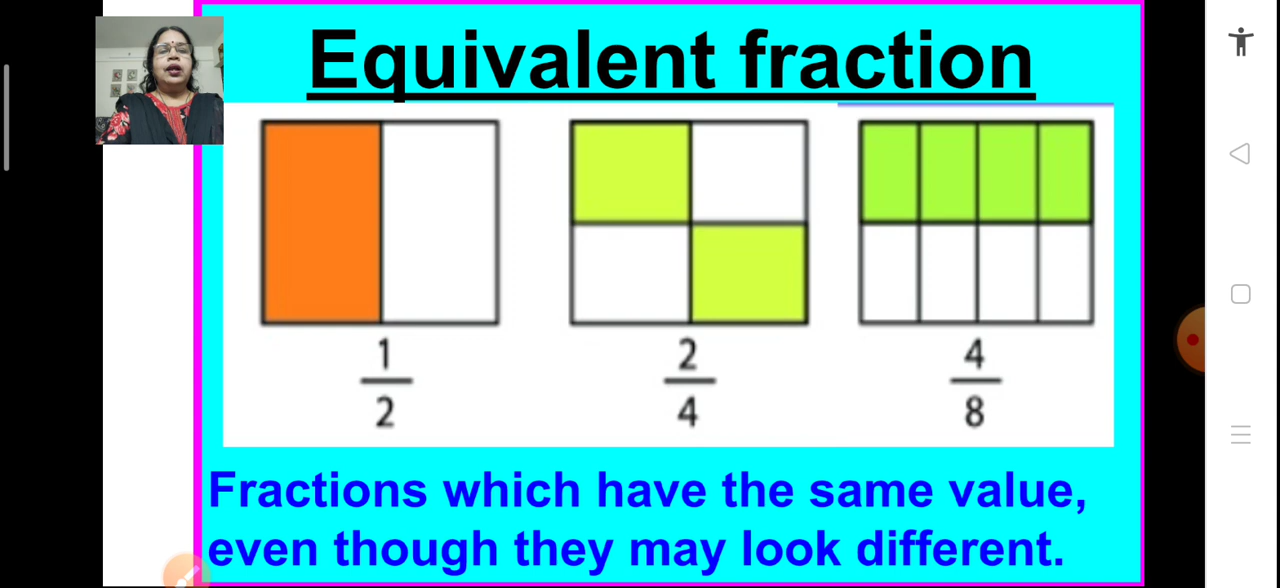 Equivalent fraction
1/2
2/4
4/8
Fractions which have the same value,
even though they may look different.